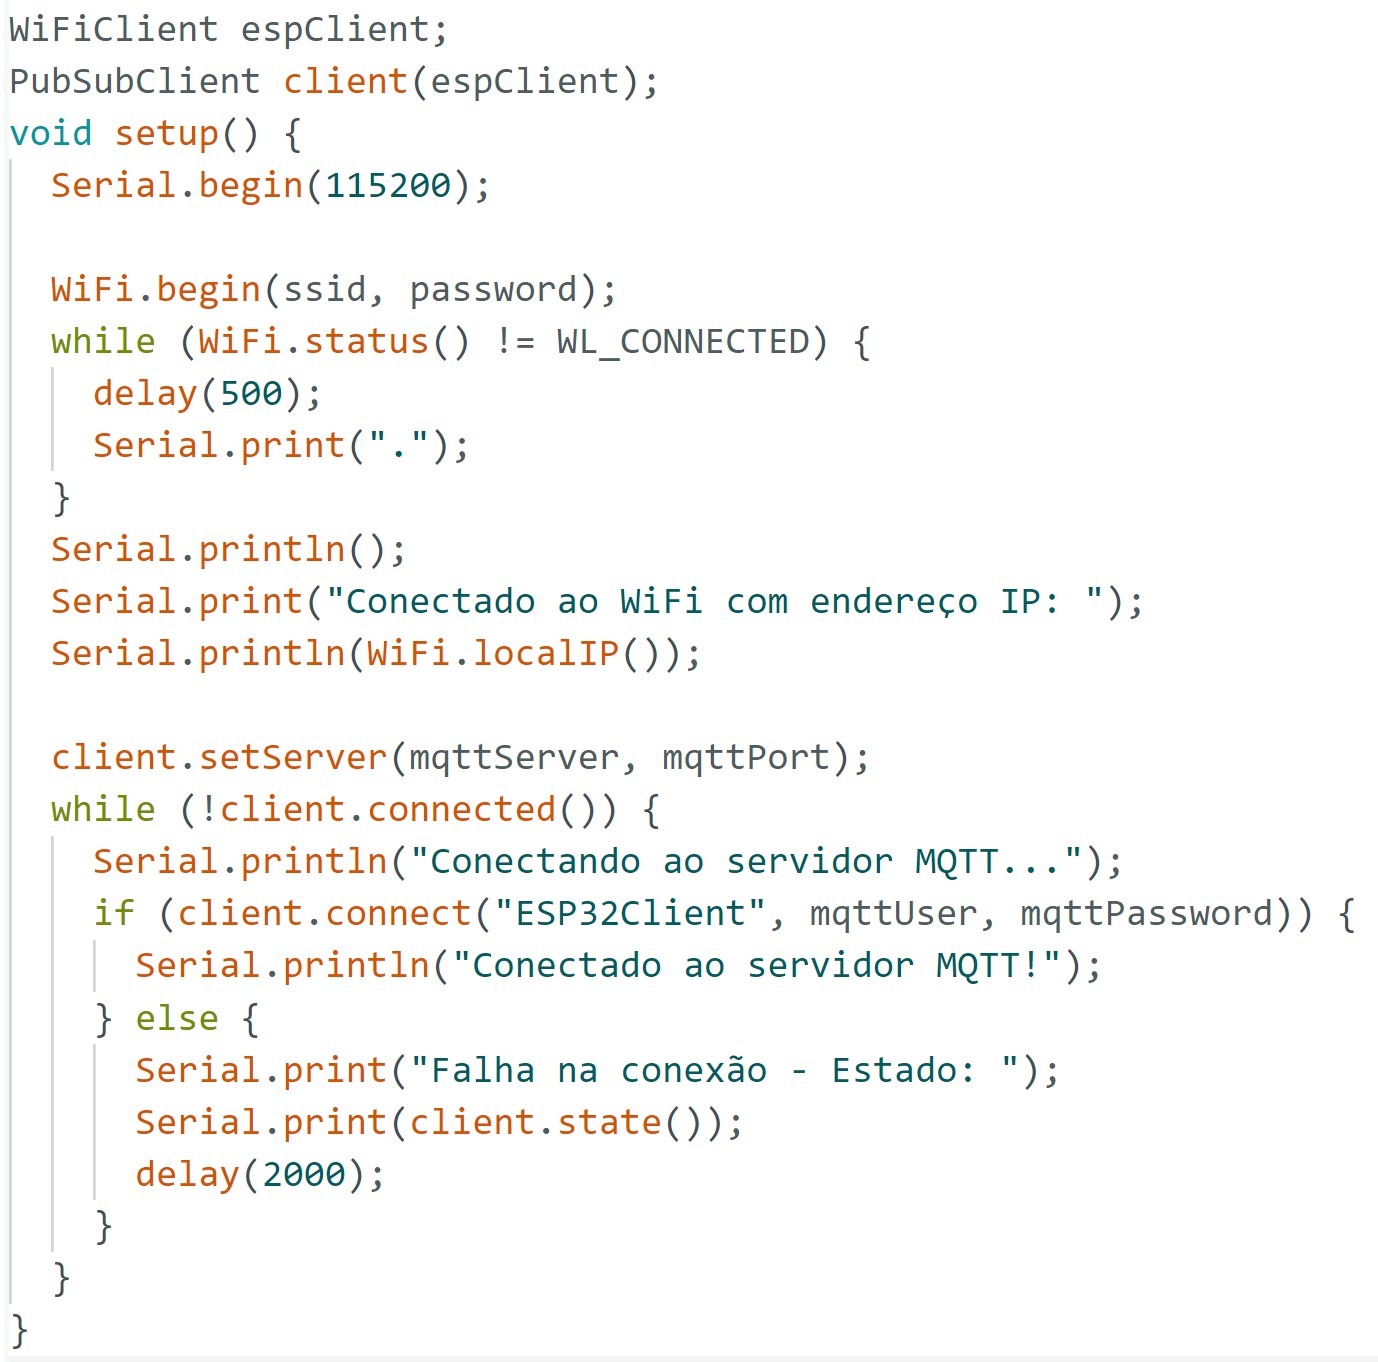 WiFiClient espClient;
PubSubClient client(espClient);
void setup() {
  Serial.begin(115200);

  WiFi.begin(ssid, password);
  while (WiFi.status() != WL_CONNECTED) {
    delay(500);
    Serial.print(".");
  }
  Serial.println();
  Serial.print("Conectado ao WiFi com endereço IP: ");
  Serial.println(WiFi.localIP());

  client.setServer(mqttServer, mqttPort);
  while (!client.connected()) {
    Serial.println("Conectando ao servidor MQTT...");
    if (client.connect("ESP32Client", mqttUser, mqttPassword)) {
      Serial.println("Conectado ao servidor MQTT!");
    } else {
      Serial.print("Falha na conexão - Estado: ");
      Serial.print(client.state());
      delay(2000);
    }
  }
}